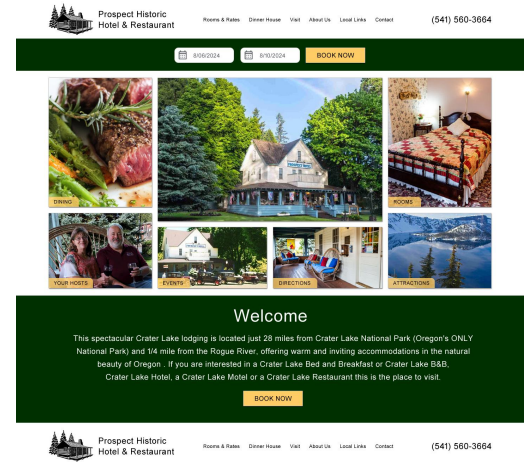 Prospect Historic
Hotel & Restaurant
Rooms & Rates Dinner House Visit About Us Local Links Contact
(541) 560-3664
8/06/2024 8/10/2024 BOOK NOW
DINING
ROOMS
YOUR HOSTS
EVENTS
DIRECTIONS
ATTRACTIONS
Welcome
This spectacular Crater Lake lodging is located just 28 miles from Crater Lake National Park (Oregon's ONLY
National Park) and 1/4 mile from the Rogue River, offering warm and inviting accommodations in the natural
beauty of Oregon . If you are interested in a Crater Lake Bed and Breakfast or Crater Lake B&B,
Crater Lake Hotel, a Crater Lake Motel or a Crater Lake Restaurant this is the place to visit.
BOOK NOW
Prospect Historic
Hotel & Restaurant
Rooms & Rates Dinner House Visit About Us Local Links Contact
(541) 560-3664